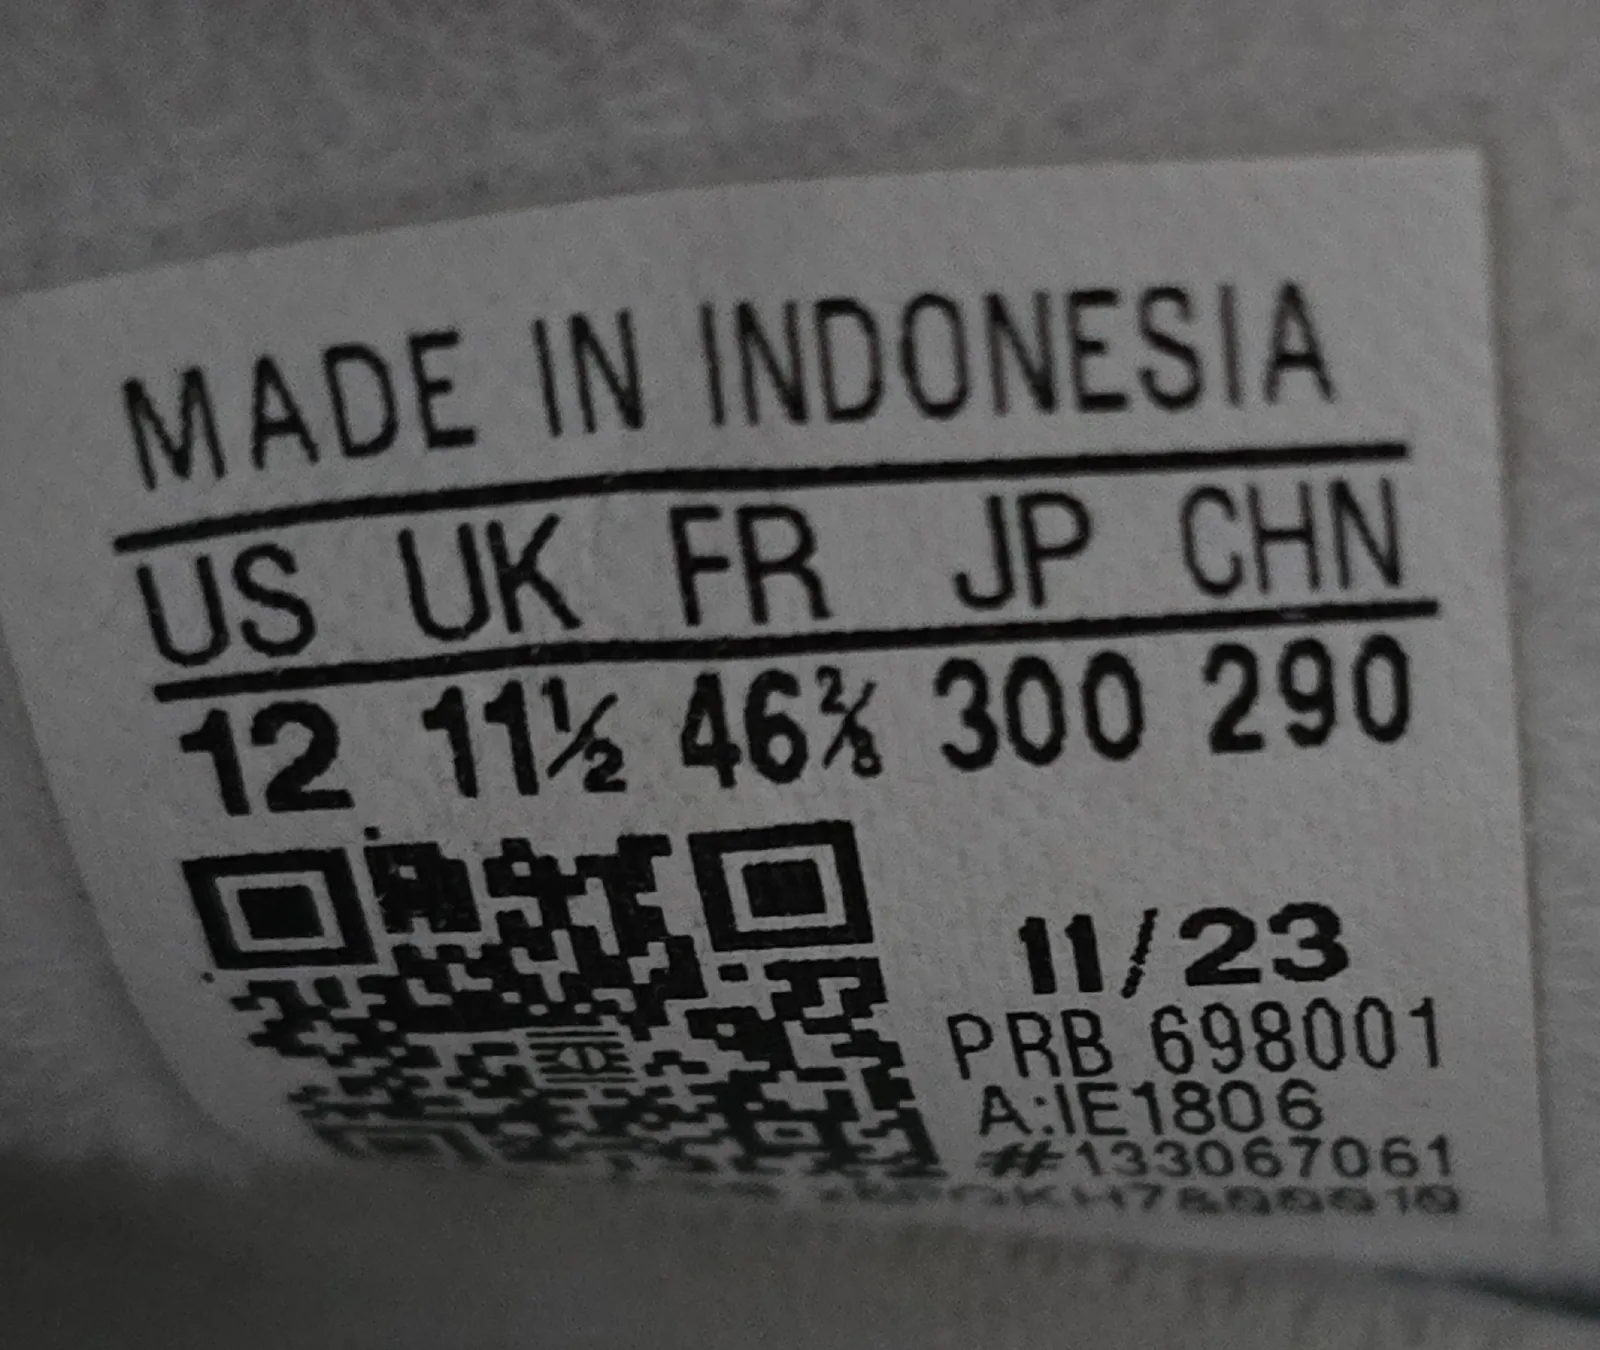 MADE IN INDONESIA
US UK FR JP CHN
12 11½ 46⅔ 300 290
11/23
PRB 698001
A:IE1806
#133067061